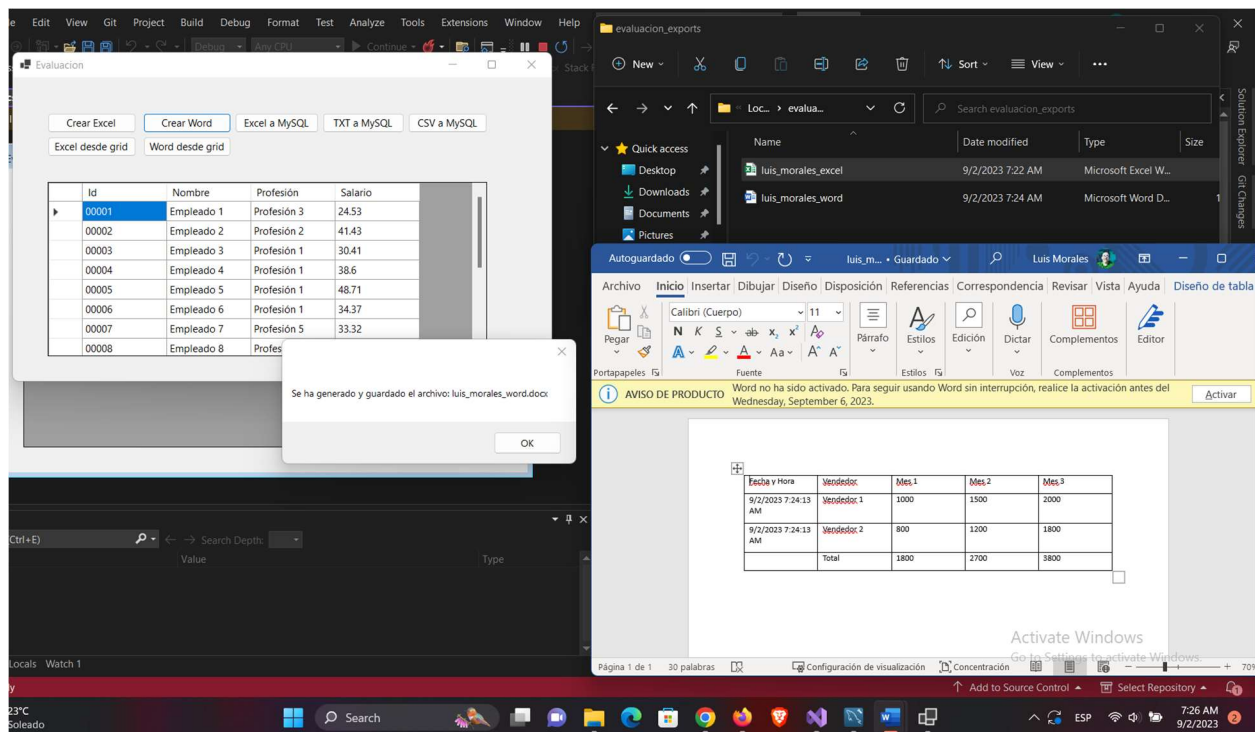 Edit View Git Project Build Debug Format Test Analyze Tools Extensions Window Help
Debug Any CPU Continue
Evaluacion
Crear Excel Crear Word Excel a MySQL TXT a MySQL CSV a MySQL
Excel desde grid Word desde grid
Id Nombre Profesión Salario
00001 Empleado 1 Profesión 3 24.53
00002 Empleado 2 Profesión 2 41.43
00003 Empleado 3 Profesión 1 30.41
00004 Empleado 4 Profesión 1 38.6
00005 Empleado 5 Profesión 1 48.71
00006 Empleado 6 Profesión 1 34.37
00007 Empleado 7 Profesión 5 33.32
00008 Empleado 8 Profes
Se ha generado y guardado el archivo: luis_morales_word.docx
OK
Ctrl+E) Search Depth:
Value Type
Locals Watch 1
evaluacion_exports
New Sort View
Loc... > evalua... Search evaluacion_exports
Name Date modified Type Size
Quick access
Desktop
Downloads
Documents
Pictures
luis_morales_excel 9/2/2023 7:22 AM Microsoft Excel W...
luis_morales_word 9/2/2023 7:24 AM Microsoft Word D... 1
Solution Explorer
Git Changes
Autoguardado luis_m... • Guardado Luis Morales
Archivo Inicio Insertar Dibujar Diseño Disposición Referencias Correspondencia Revisar Vista Ayuda Diseño de tabla
Calibri (Cuerpo) 11
N K S ab x₂ x²
A A Aa A A
Pegar Párrafo Estilos Edición Dictar Complementos Editor
Portapapeles Fuente Estilos Voz Complementos
AVISO DE PRODUCTO Word no ha sido activado. Para seguir usando Word sin interrupción, realice la activación antes del
Wednesday, September 6, 2023.
Activar
Fecha y Hora Vendedor Mes 1 Mes 2 Mes 3
9/2/2023 7:24:13 AM Vendedor 1 1000 1500 2000
9/2/2023 7:24:13 AM Vendedor 2 800 1200 1800
Total 1800 2700 3800
Activate Windows
Go to Settings to activate Windows.
Página 1 de 1 30 palabras Configuración de visualización Concentración 70%
Add to Source Control Select Repository
23°C
Soleado
Search
ESP
7:26 AM
9/2/2023
2